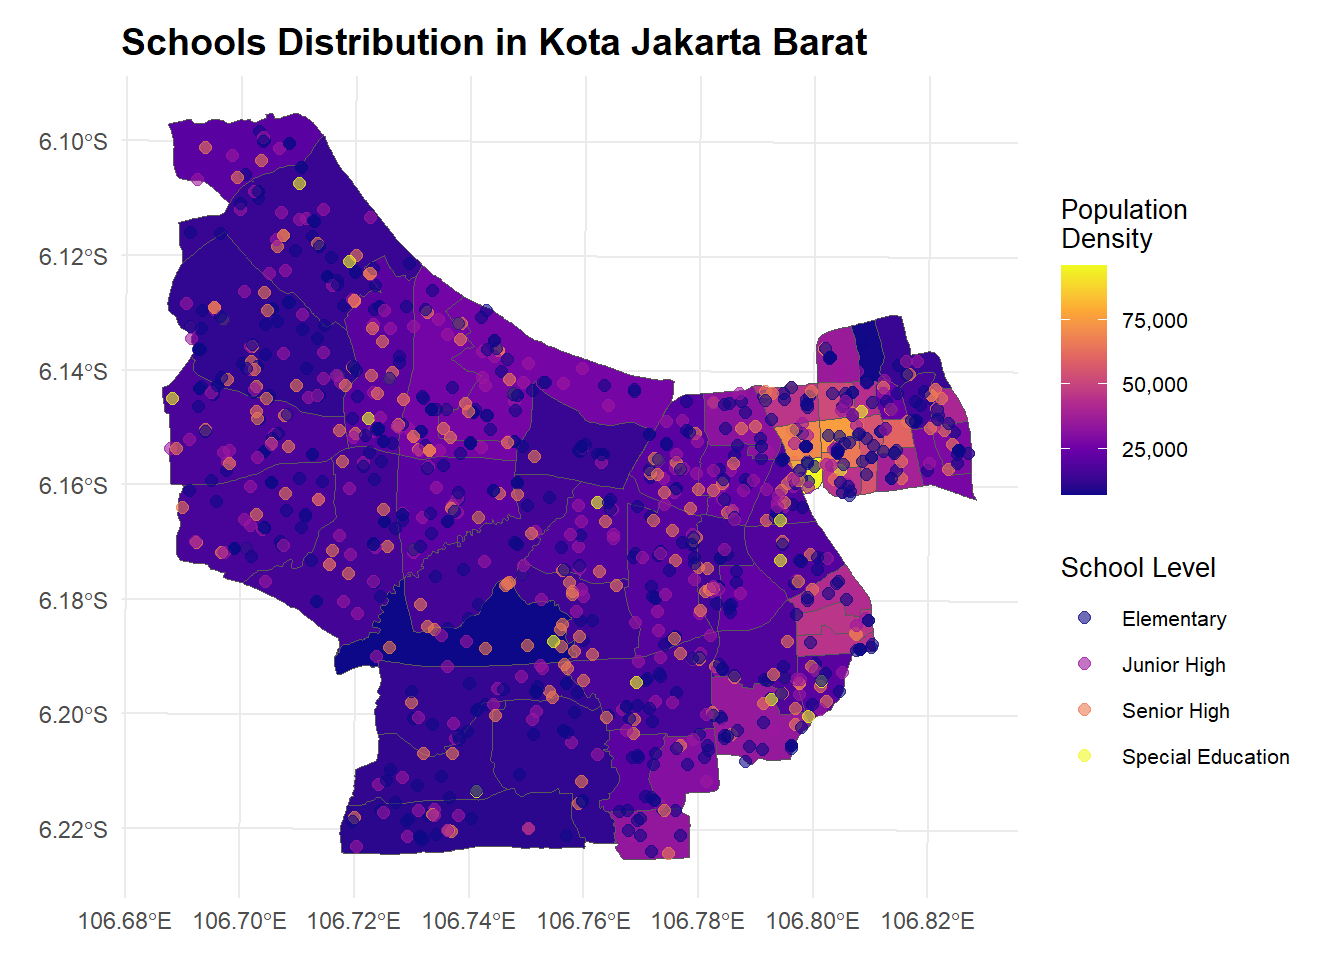 Schools Distribution in Kota Jakarta Barat
6.10°S
6.12°S
6.14°S
6.16°S
6.18°S
6.20°S
6.22°S
106.68°E 106.70°E 106.72°E 106.74°E 106.76°E 106.78°E 106.80°E 106.82°E
Population
Density
75,000
50,000
25,000
School Level
Elementary
Junior High
Senior High
Special Education